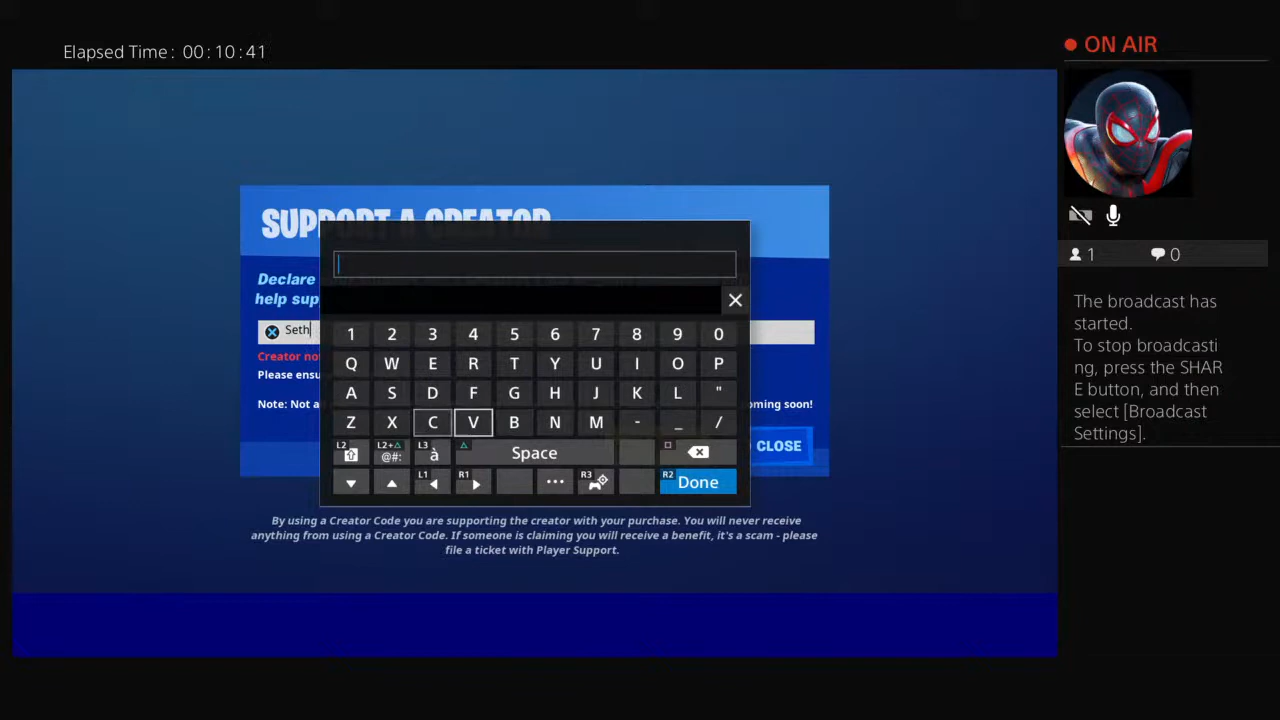 Elapsed Time: 00:10:41
ON AIR
SUPPORT A CREATOR
Declare
help sup
Seth
Creator no
Please ensu
Note: Not a
oming soon!
CLOSE
1 2 3 4 5 6 7 8 9 0
Q W E R T Y U I O P
A S D F G H J K L "
Z X C V B N M - _ /
L2 L2+△ @#: L3 à △ Space □
L1 R1 ... R3 R2 Done
By using a Creator Code you are supporting the creator with your purchase. You will never receive
anything from using a Creator Code. If someone is claiming you will receive a benefit, it's a scam - please
file a ticket with Player Support.
1 0
The broadcast has
started.
To stop broadcasti
ng, press the SHAR
E button, and then
select [Broadcast
Settings].